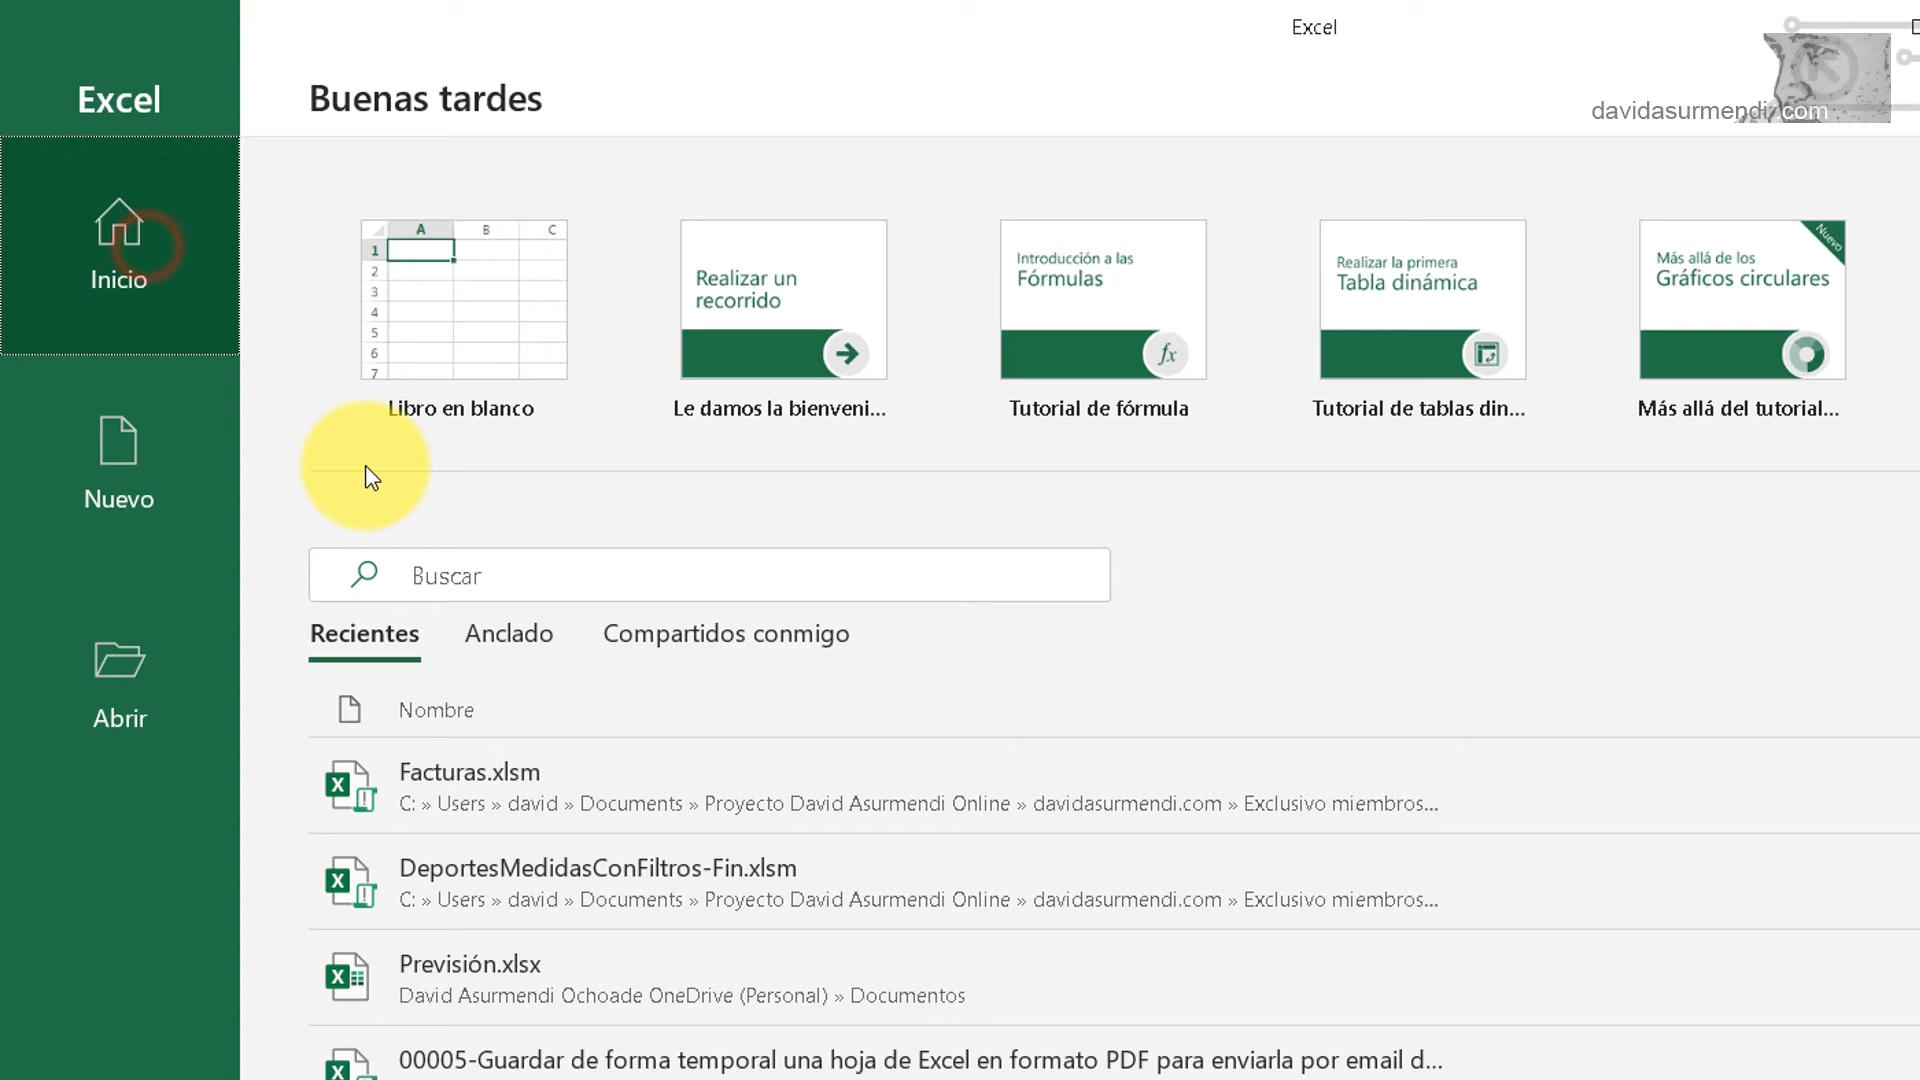 Excel
Excel
Buenas tardes
davidasurmendi.com
Inicio
A B C
1
2
3
4
5
6
7
Libro en blanco
Realizar un
recorrido
Le damos la bienveni...
Introducción a las
Fórmulas
fx
Tutorial de fórmula
Realizar la primera
Tabla dinámica
Tutorial de tablas din...
Nuevo
Más allá de los
Gráficos circulares
Más allá del tutorial...
Nuevo
Abrir
Buscar
Recientes Anclado Compartidos conmigo
Nombre
Facturas.xlsm
C: » Users » david » Documents » Proyecto David Asurmendi Online » davidasurmendi.com » Exclusivo miembros...
DeportesMedidasConFiltros-Fin.xlsm
C: » Users » david » Documents » Proyecto David Asurmendi Online » davidasurmendi.com » Exclusivo miembros...
Previsión.xlsx
David Asurmendi Ochoade OneDrive (Personal) » Documentos
00005-Guardar de forma temporal una hoja de Excel en formato PDF para enviarla por email d...